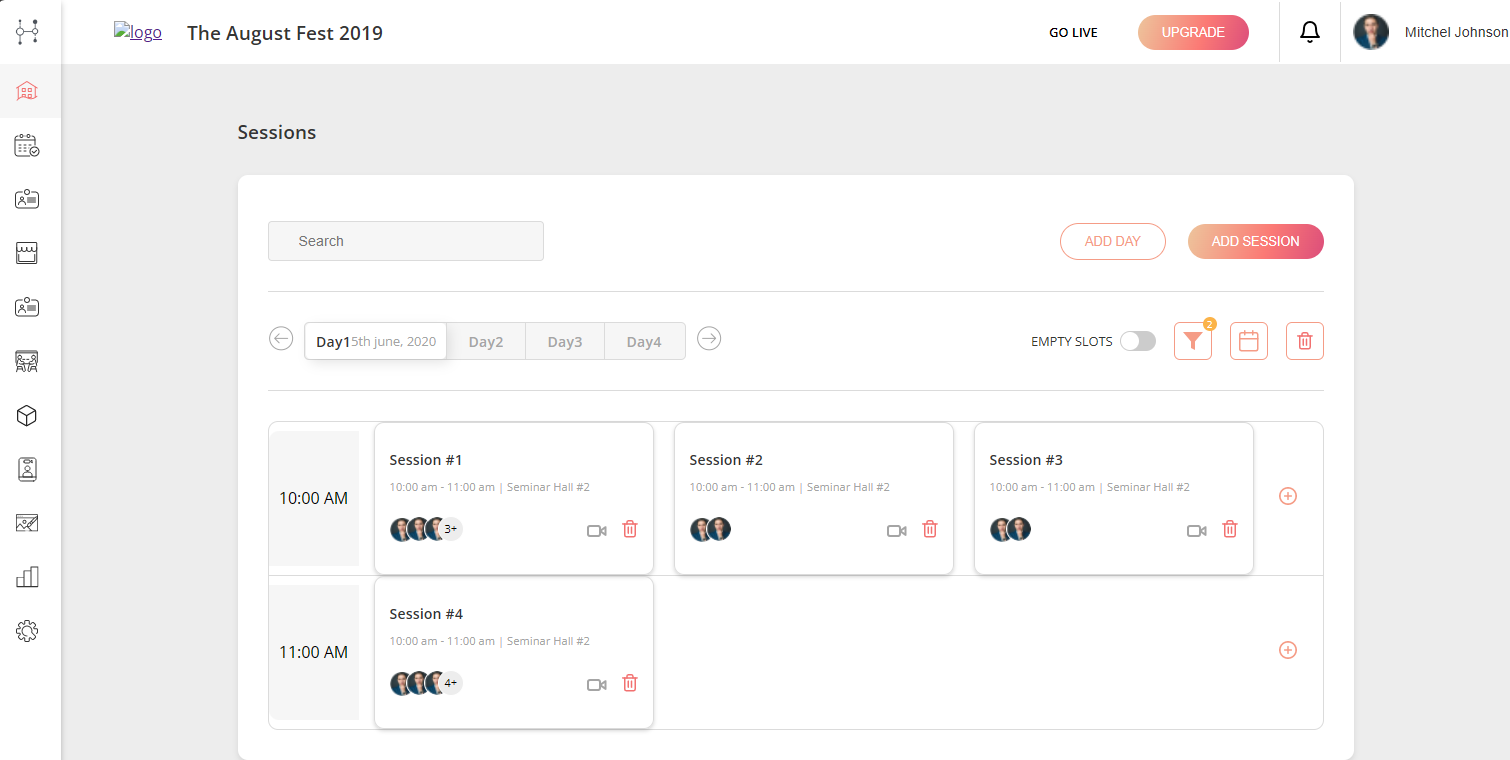 logo
The August Fest 2019
GO LIVE
UPGRADE
Mitchel Johnson
Sessions
Search
ADD DAY
ADD SESSION
Day15th june, 2020
Day2
Day3
Day4
EMPTY SLOTS
2
10:00 AM
Session #1
10:00 am - 11:00 am | Seminar Hall #2
3+
Session #2
10:00 am - 11:00 am | Seminar Hall #2
Session #3
10:00 am - 11:00 am | Seminar Hall #2
11:00 AM
Session #4
10:00 am - 11:00 am | Seminar Hall #2
4+